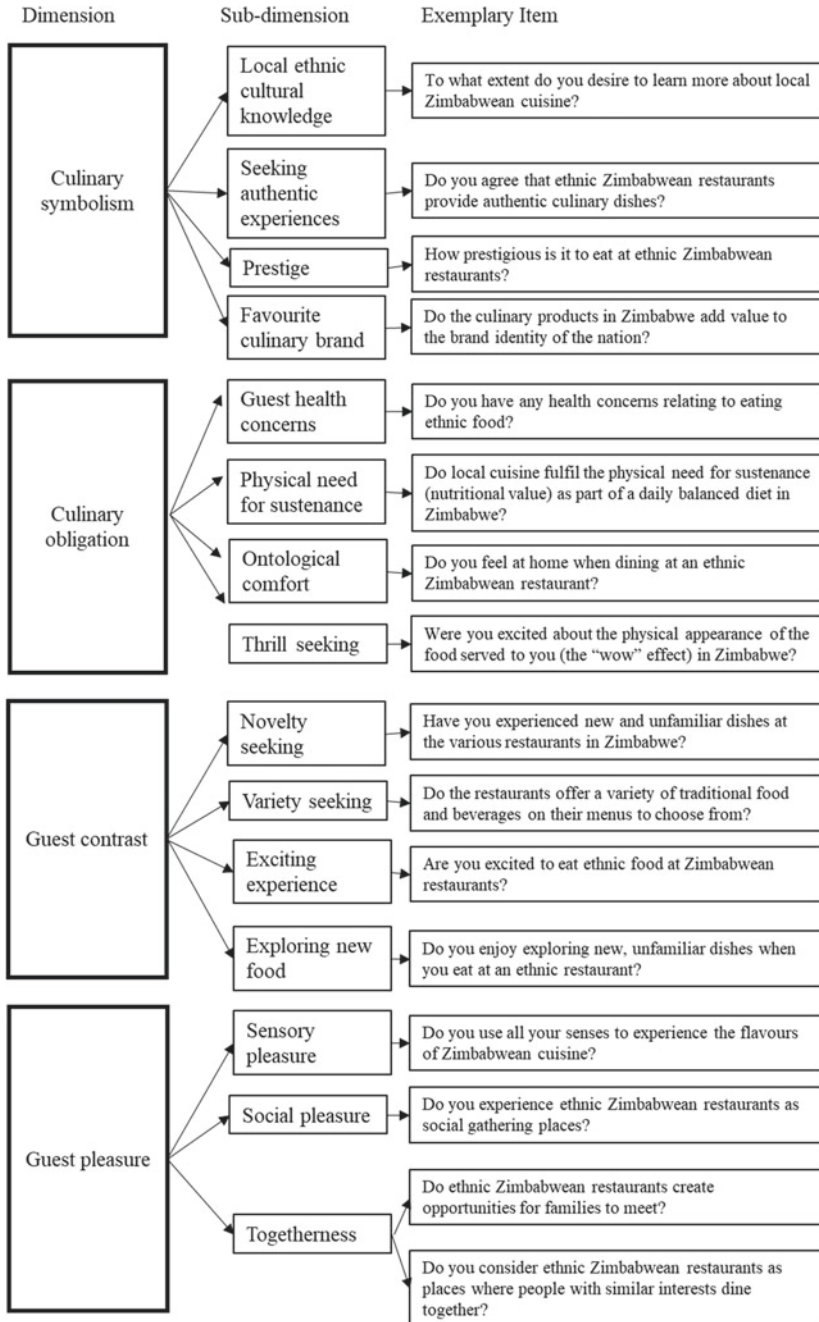 Dimension Sub-dimension Exemplary Item
Culinary
symbolism
Local ethnic
cultural
knowledge
To what extent do you desire to learn more about local
Zimbabwean cuisine?
Seeking
authentic
experiences
Do you agree that ethnic Zimbabwean restaurants
provide authentic culinary dishes?
Prestige
How prestigious is it to eat at ethnic Zimbabwean
restaurants?
Favourite
culinary brand
Do the culinary products in Zimbabwe add value to
the brand identity of the nation?
Culinary
obligation
Guest health
concerns
Do you have any health concerns relating to eating
ethnic food?
Physical need
for sustenance
Do local cuisine fulfil the physical need for sustenance
(nutritional value) as part of a daily balanced diet in
Zimbabwe?
Ontological
comfort
Do you feel at home when dining at an ethnic
Zimbabwean restaurant?
Thrill seeking
Were you excited about the physical appearance of the
food served to you (the “wow” effect) in Zimbabwe?
Guest contrast
Novelty
seeking
Have you experienced new and unfamiliar dishes at
the various restaurants in Zimbabwe?
Variety seeking
Do the restaurants offer a variety of traditional food
and beverages on their menus to choose from?
Exciting
experience
Are you excited to eat ethnic food at Zimbabwean
restaurants?
Exploring new
food
Do you enjoy exploring new, unfamiliar dishes when
you eat at an ethnic restaurant?
Guest pleasure
Sensory
pleasure
Do you use all your senses to experience the flavours
of Zimbabwean cuisine?
Social pleasure
Do you experience ethnic Zimbabwean restaurants as
social gathering places?
Togetherness
Do ethnic Zimbabwean restaurants create
opportunities for families to meet?
Do you consider ethnic Zimbabwean restaurants as
places where people with similar interests dine
together?